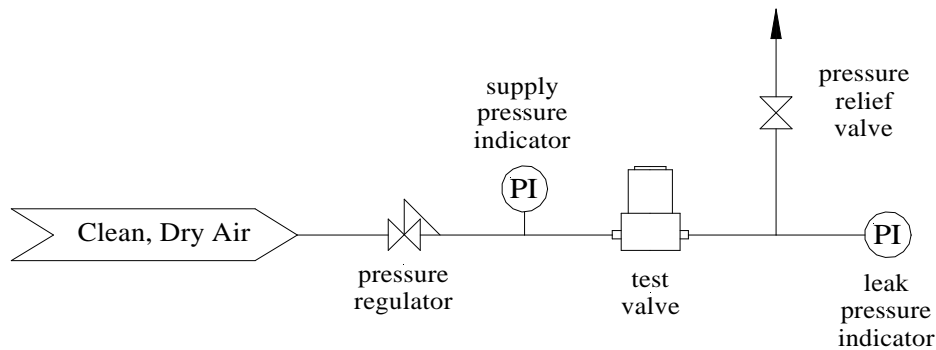 supply
pressure
indicator
pressure
relief
valve
PI
Clean, Dry Air
PI
pressure
regulator
test
valve
leak
pressure
indicator